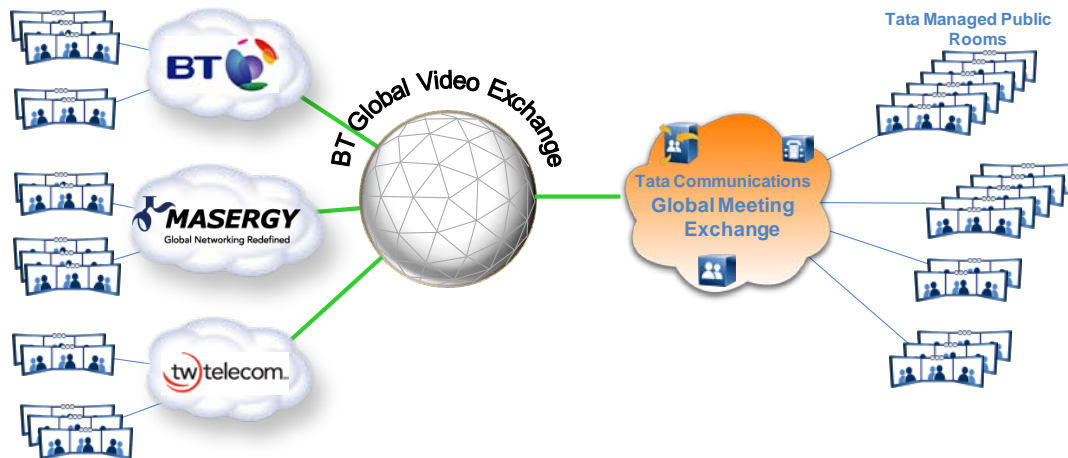 BT
MASERGY
Global Networking Redefined
tw telecom
BT Global Video Exchange
Tata Communications
Global Meeting
Exchange
Tata Managed Public
Rooms